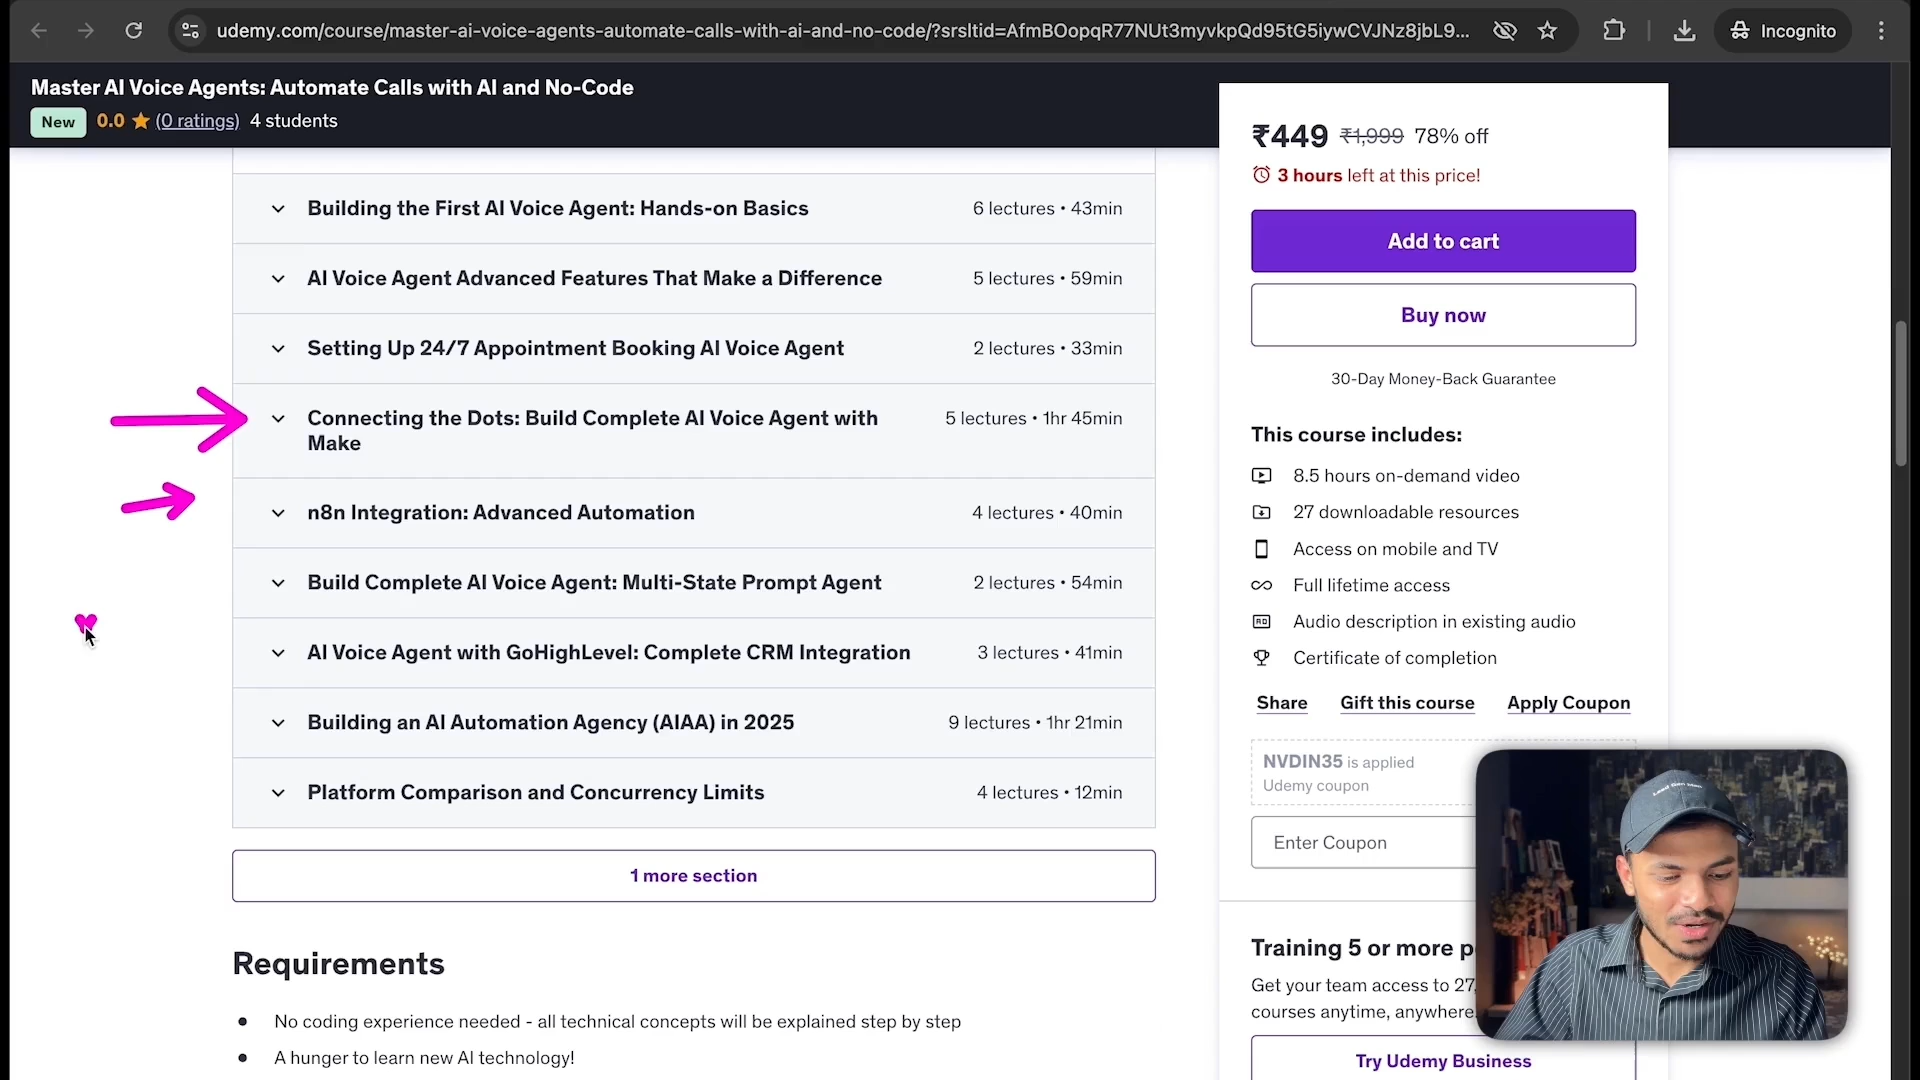 udemy.com/course/master-ai-voice-agents-automate-calls-with-ai-and-no-code/?srsltid=AfmBOopqR77NUt3myvkpQd95tG5iywCVJNz8jbL9...
Incognito
Master AI Voice Agents: Automate Calls with AI and No-Code
New 0.0 (0 ratings) 4 students
Building the First AI Voice Agent: Hands-on Basics 6 lectures • 43min
AI Voice Agent Advanced Features That Make a Difference 5 lectures • 59min
Setting Up 24/7 Appointment Booking AI Voice Agent 2 lectures • 33min
Connecting the Dots: Build Complete AI Voice Agent with 5 lectures • 1hr 45min
Make
n8n Integration: Advanced Automation 4 lectures • 40min
Build Complete AI Voice Agent: Multi-State Prompt Agent 2 lectures • 54min
AI Voice Agent with GoHighLevel: Complete CRM Integration 3 lectures • 41min
Building an AI Automation Agency (AIAA) in 2025 9 lectures • 1hr 21min
Platform Comparison and Concurrency Limits 4 lectures • 12min
1 more section
Requirements
No coding experience needed - all technical concepts will be explained step by step
A hunger to learn new AI technology!
₹449 ₹1,999 78% off
3 hours left at this price!
Add to cart
Buy now
30-Day Money-Back Guarantee
This course includes:
8.5 hours on-demand video
27 downloadable resources
Access on mobile and TV
Full lifetime access
Audio description in existing audio
Certificate of completion
Share Gift this course Apply Coupon
NVDIN35 is applied
Udemy coupon
Enter Coupon
Training 5 or more p
Get your team access to 27,
courses anytime, anywhere.
Try Udemy Business